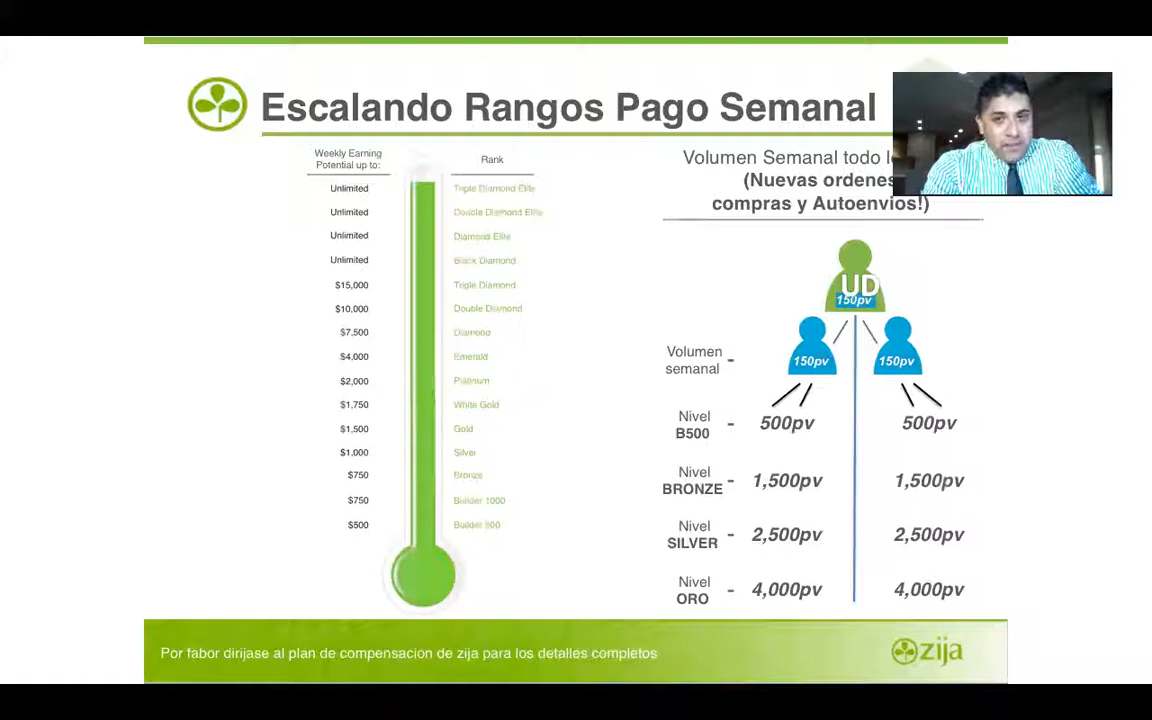 Escalando Rangos Pago Semanal
Weekly Earning
Potential up to:
Rank
Unlimited
Triple Diamond Elite
Unlimited
Double Diamond Elite
Unlimited
Diamond Elite
Unlimited
Black Diamond
$15,000
Triple Diamond
$10,000
Double Diamond
$7,500
Diamond
$4,000
Emerald
$2,000
Platinum
$1,750
White Gold
$1,500
Gold
$1,000
Silver
$750
Bronze
$750
Builder 1000
$500
Builder 500
Volumen Semanal todo
(Nuevas ordenes
compras y Autoenvios!)
UD
150pv
150pv
150pv
Volumen
semanal -
Nivel
B500 - 500pv 500pv
Nivel
BRONZE - 1,500pv 1,500pv
Nivel
SILVER - 2,500pv 2,500pv
Nivel
ORO - 4,000pv 4,000pv
Por fabor dirijase al plan de compensacion de zija para los detalles completos
zija